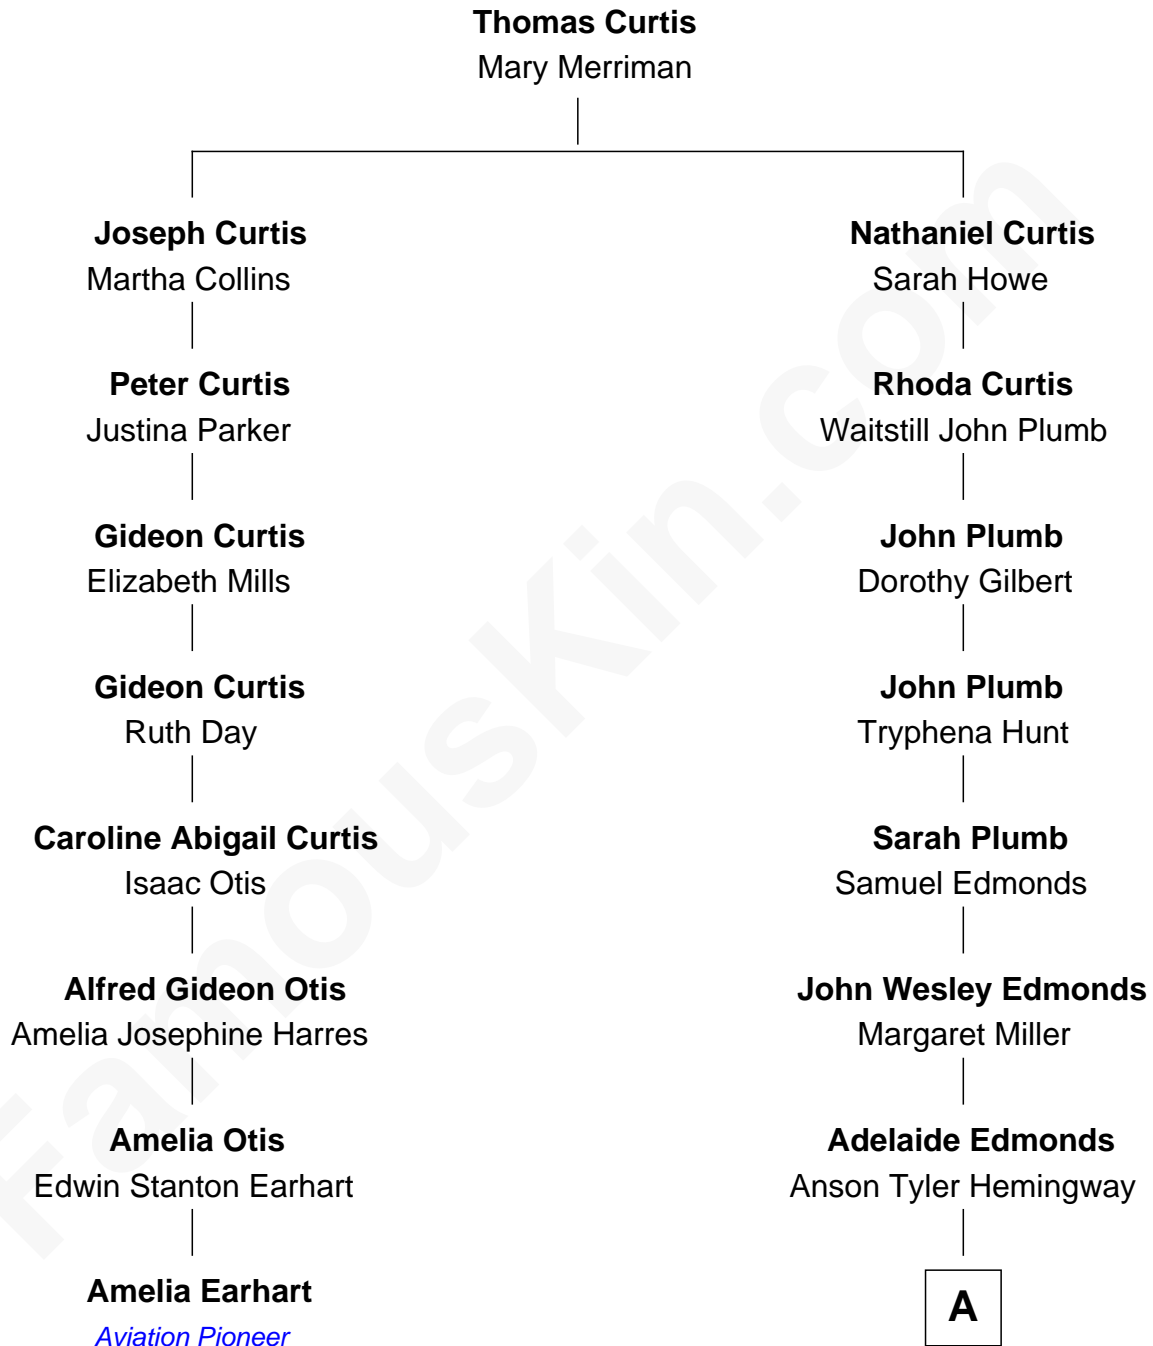 Thomas Curtis
Mary Merriman
Joseph Curtis
Martha Collins
Nathaniel Curtis
Sarah Howe
Peter Curtis
Justina Parker
Rhoda Curtis
Waitstill John Plumb
Gideon Curtis
Elizabeth Mills
John Plumb
Dorothy Gilbert
Gideon Curtis
Ruth Day
John Plumb
Tryphena Hunt
Caroline Abigail Curtis
Isaac Otis
Sarah Plumb
Samuel Edmonds
Alfred Gideon Otis
Amelia Josephine Harres
John Wesley Edmonds
Margaret Miller
Amelia Otis
Edwin Stanton Earhart
Adelaide Edmonds
Anson Tyler Hemingway
Amelia Earhart
Aviation Pioneer
A
FamousKin.com